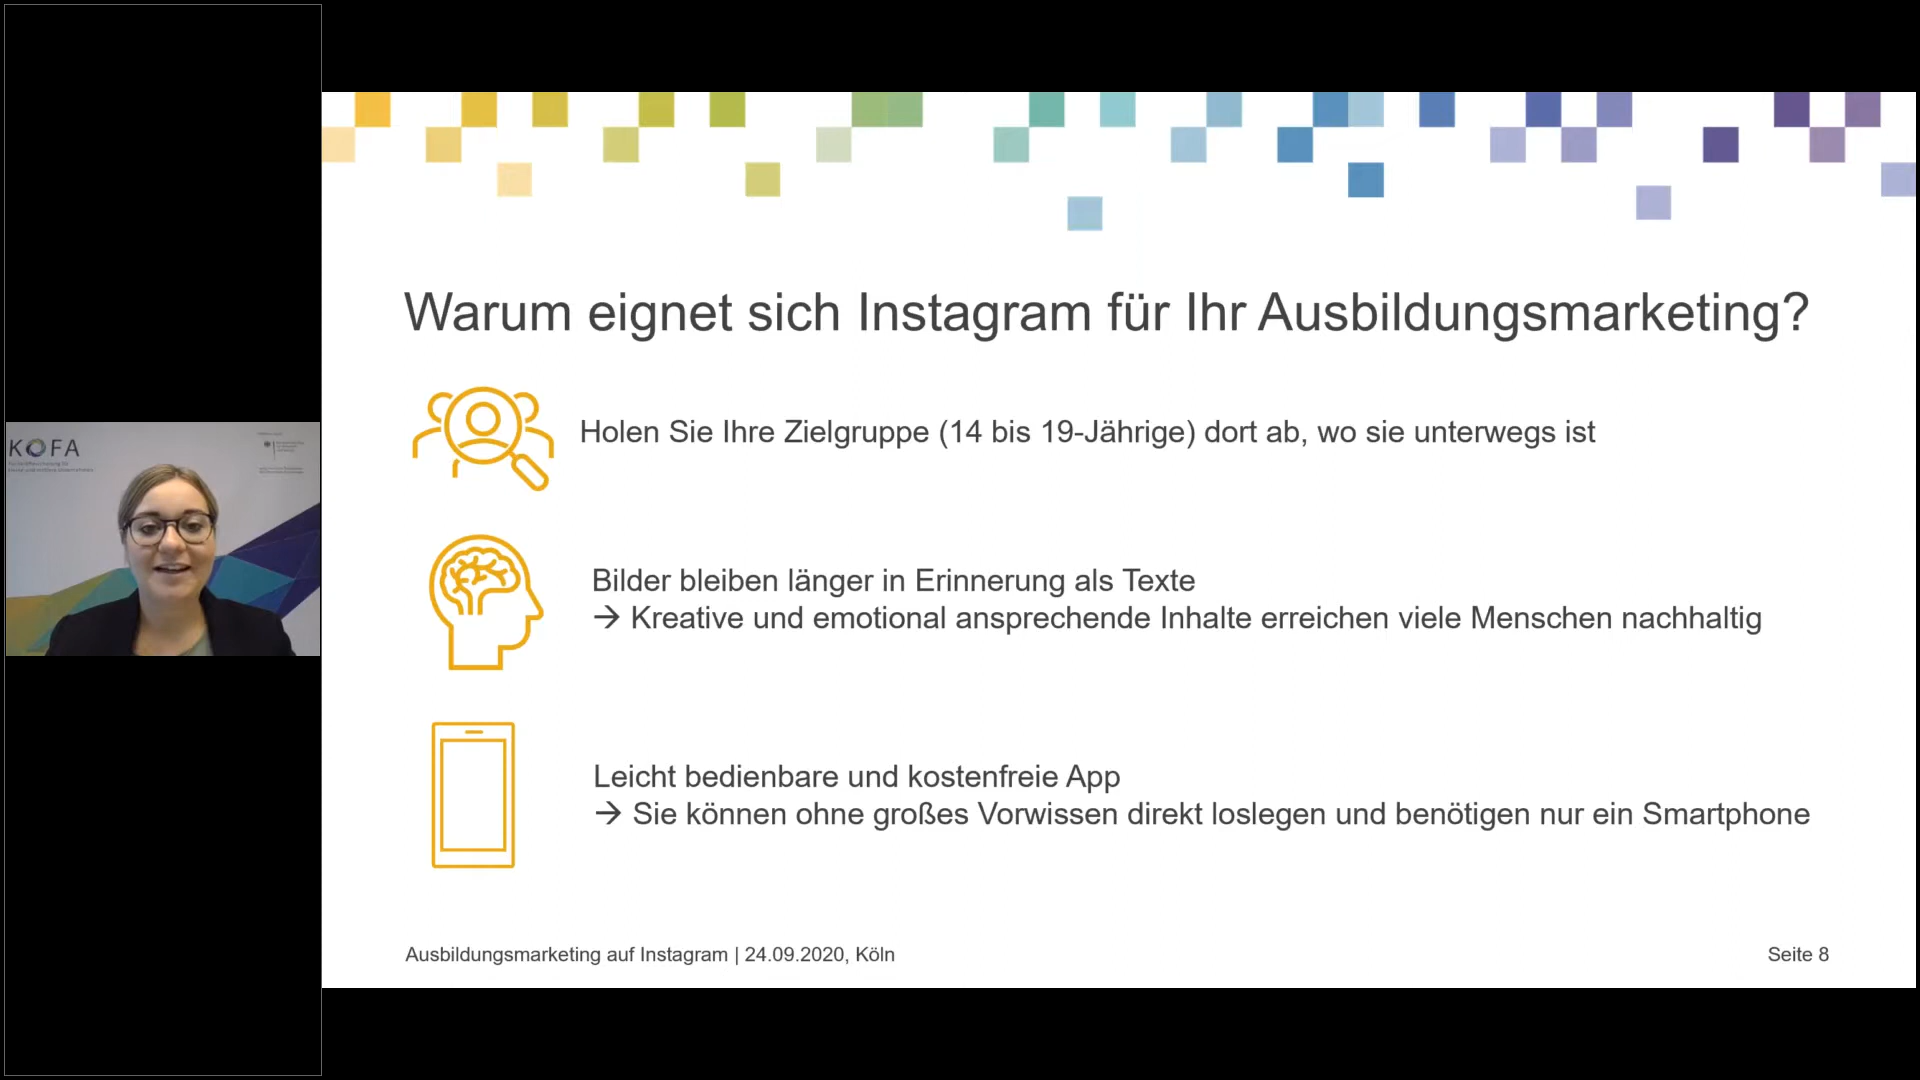 KOFA
Warum eignet sich Instagram für Ihr Ausbildungsmarketing?
Holen Sie Ihre Zielgruppe (14 bis 19-Jährige) dort ab, wo sie unterwegs ist
Bilder bleiben länger in Erinnerung als Texte
→ Kreative und emotional ansprechende Inhalte erreichen viele Menschen nachhaltig
Leicht bedienbare und kostenfreie App
→ Sie können ohne großes Vorwissen direkt loslegen und benötigen nur ein Smartphone
Ausbildungsmarketing auf Instagram | 24.09.2020, Köln
Seite 8